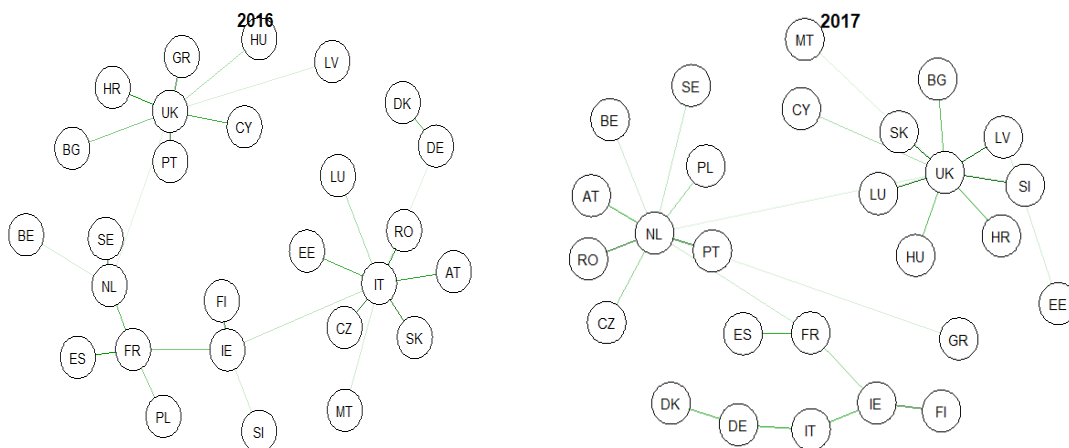 2016
HU
GR
LV
HR
DK
UK
CY
DE
BG
PT
LU
BE
SE
RO
EE
AT
NL
IT
FI
CZ
SK
ES
FR
IE
MT
PL
SI
2017
MT
SE
BG
CY
BE
SK
LV
PL
UK
AT
LU
SI
NL
HR
RO
PT
HU
EE
CZ
ES
FR
GR
DK
IE
FI
DE
IT